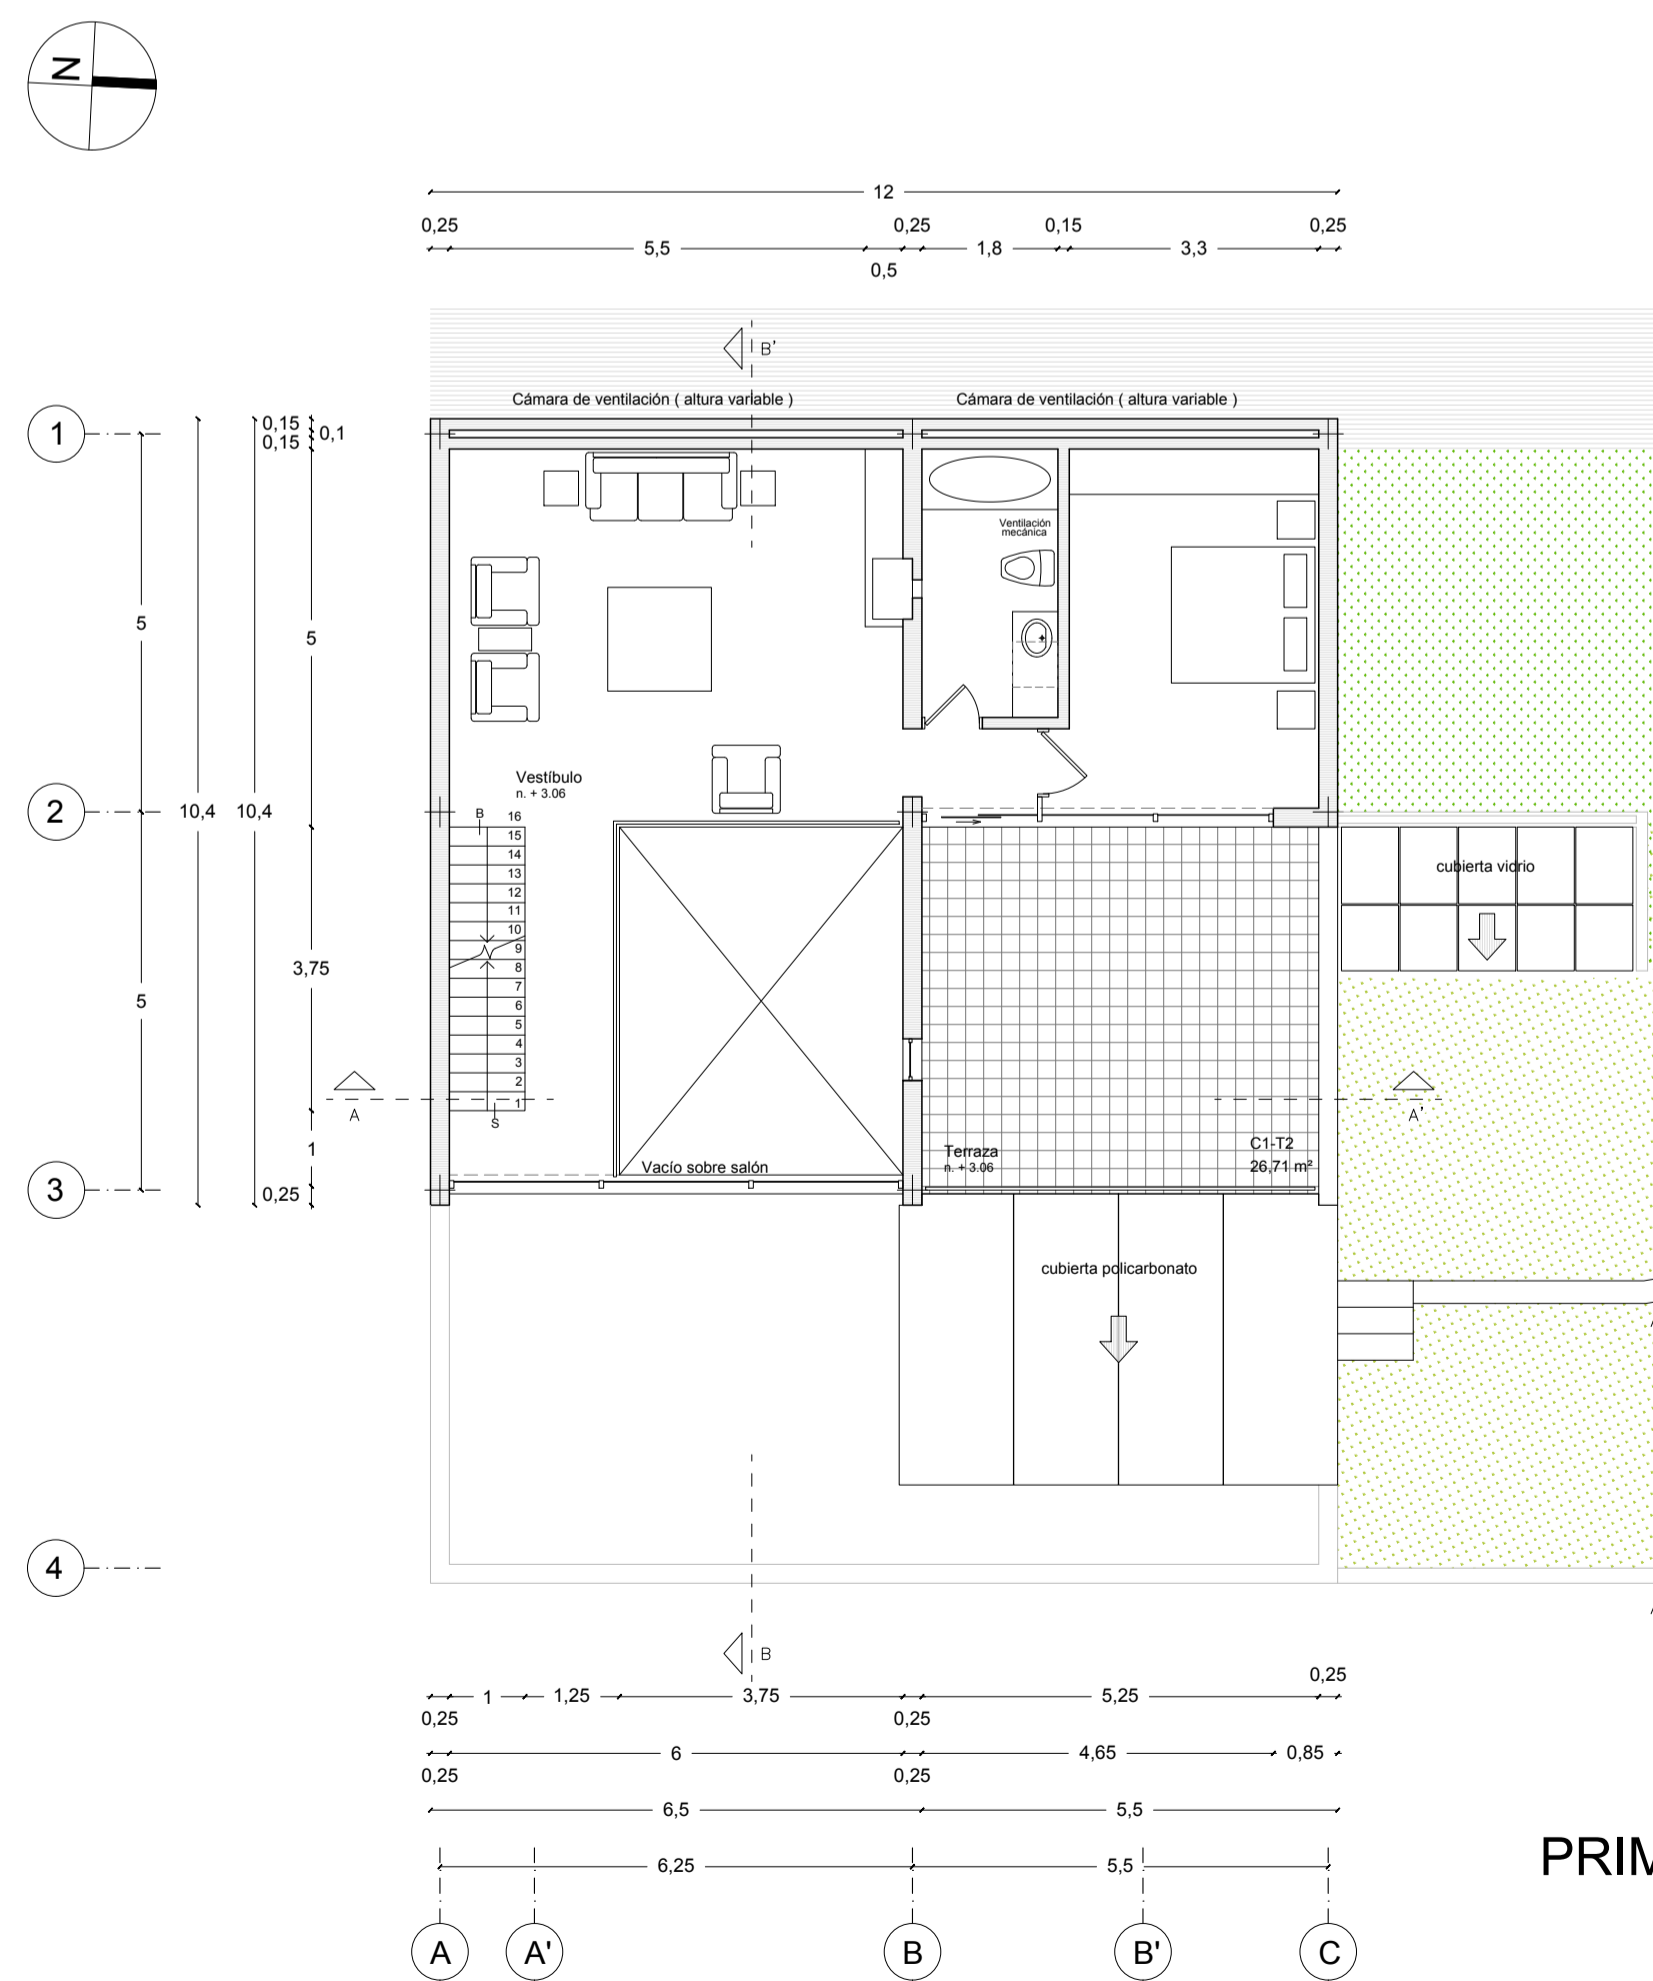 N
12
0,25 0,25 0,15 0,25
5,5 1,8 3,3
0,5
B'
Cámara de ventilación ( altura variable ) Cámara de ventilación ( altura variable )
1
0,15
0,1
0,15
Ventilación
mecánica
5 5
Vestíbulo
n. + 3.06
2
10,4 10,4
B 16
15
14
13
12
11
10
9
8
7
6
5
4
3
2
1
S
cubierta vidrio
3,75
5
A A'
1
Terraza
n. + 3.06
C1-T2
26,71 m²
Vacío sobre salón
3
0,25
cubierta policarbonato
4
B
0,25
1 1,25 3,75 5,25
0,25 0,25
6 4,65 0,85
0,25 0,25
6,5 5,5
PRIM
6,25 5,5
A A' B B' C